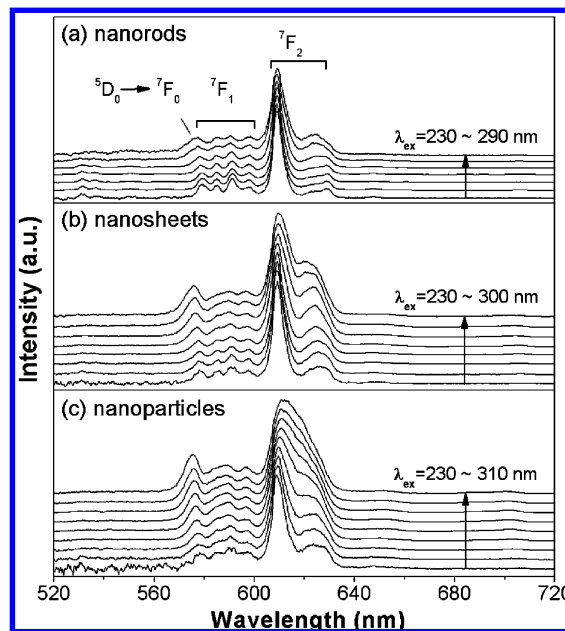 (a) nanorods
⁷F₂
⁵D₀ → ⁷F₀
⁷F₁
λex=230 ~ 290 nm
(b) nanosheets
λex=230 ~ 300 nm
(c) nanoparticles
λex=230 ~ 310 nm
Intensity (a.u.)
520 560 600 640 680 720
Wavelength (nm)